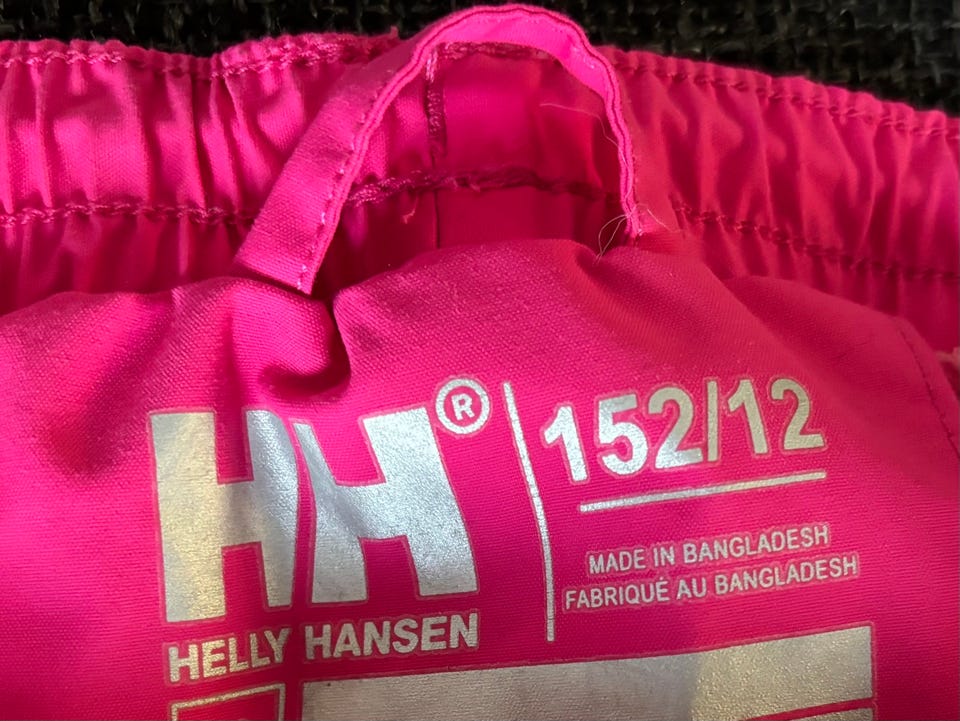 HH®
HELLY HANSEN
152/12
MADE IN BANGLADESH
FABRIQUÉ AU BANGLADESH